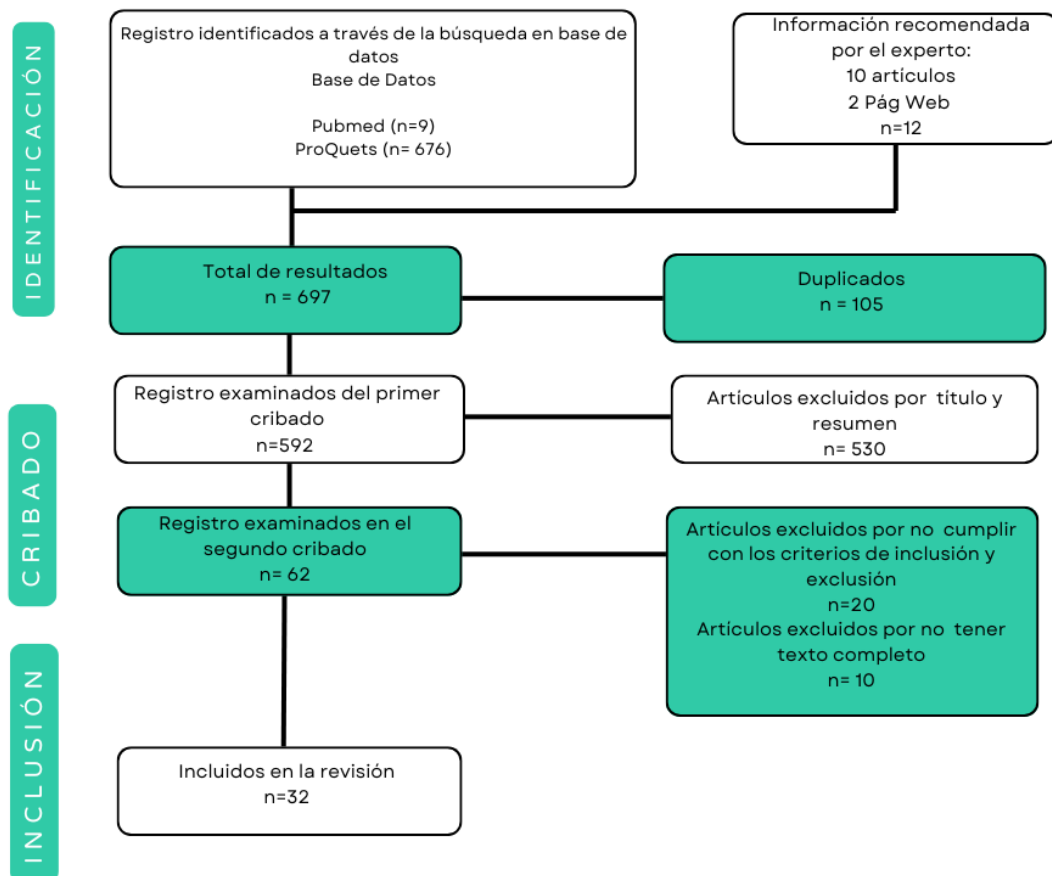 IDENTIFICACIÓN
Registro identificados a través de la búsqueda en base de
datos
Base de Datos
Pubmed (n=9)
ProQuets (n= 676)
Información recomendada
por el experto:
10 artículos
2 Pág Web
n=12
Total de resultados
n = 697
Duplicados
n = 105
CRIBADO
Registro examinados del primer
cribado
n=592
Artículos excluidos por título y
resumen
n= 530
Registro examinados en el
segundo cribado
n= 62
Artículos excluidos por no cumplir
con los criterios de inclusión y
exclusión
n=20
Artículos excluidos por no tener
texto completo
n= 10
INCLUSIÓN
Incluidos en la revisión
n=32